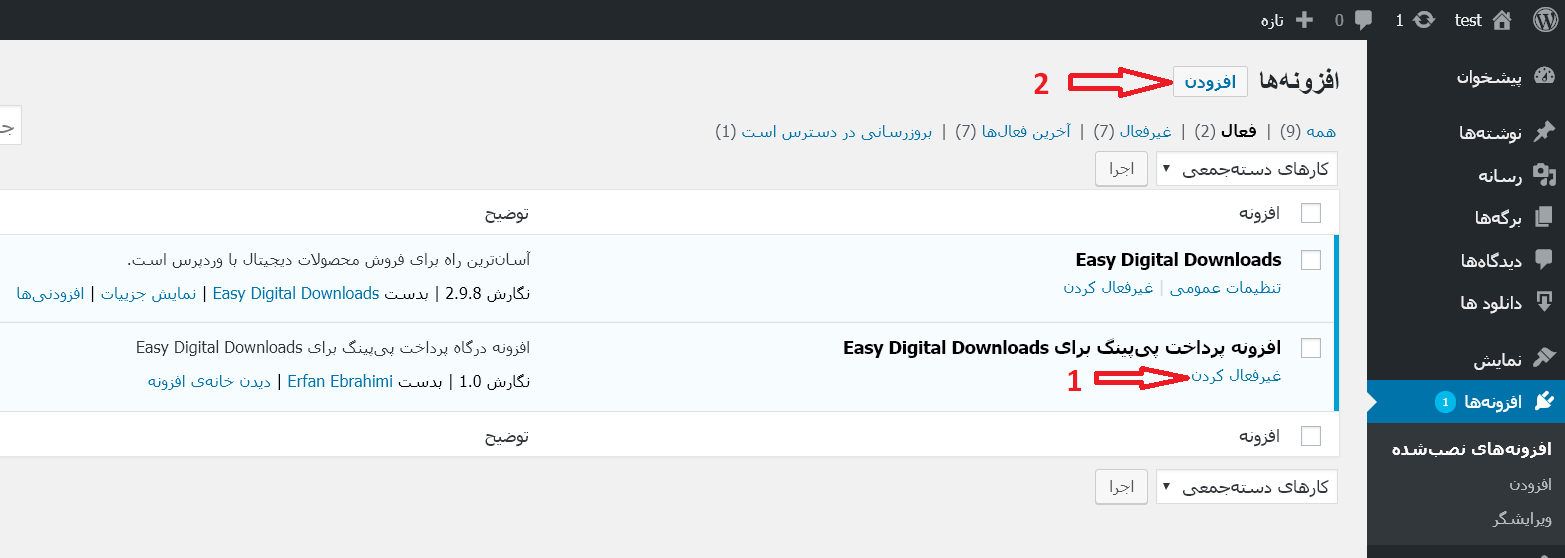 test 1 0 تازه
پیشخوان
نوشته‌ها
رسانه
برگه‌ها
دیدگاه‌ها
دانلود ها
نمایش
افزونه‌ها 1
افزونه‌های نصب‌شده
افزودن
ویرایشگر
افزونه‌ها افزودن 2
همه (9) | فعال (2) | غیرفعال (7) | آخرین فعال‌ها (7) | بروزرسانی در دسترس است (1)
کارهای دسته‌جمعی اجرا
افزونه توضیح
Easy Digital Downloads
تنظیمات عمومی | غیرفعال کردن
آسان‌ترین راه برای فروش محصولات دیجیتال با وردپرس است.
نگارش 2.9.8 | بدست Easy Digital Downloads | نمایش جزییات | افزودنی‌ها
افزونه پرداخت پی‌پینگ برای Easy Digital Downloads
غیرفعال کردن 1
افزونه درگاه پرداخت پی‌پینگ برای Easy Digital Downloads
نگارش 1.0 | بدست Erfan Ebrahimi | دیدن خانه‌ی افزونه
افزونه توضیح
کارهای دسته‌جمعی اجرا